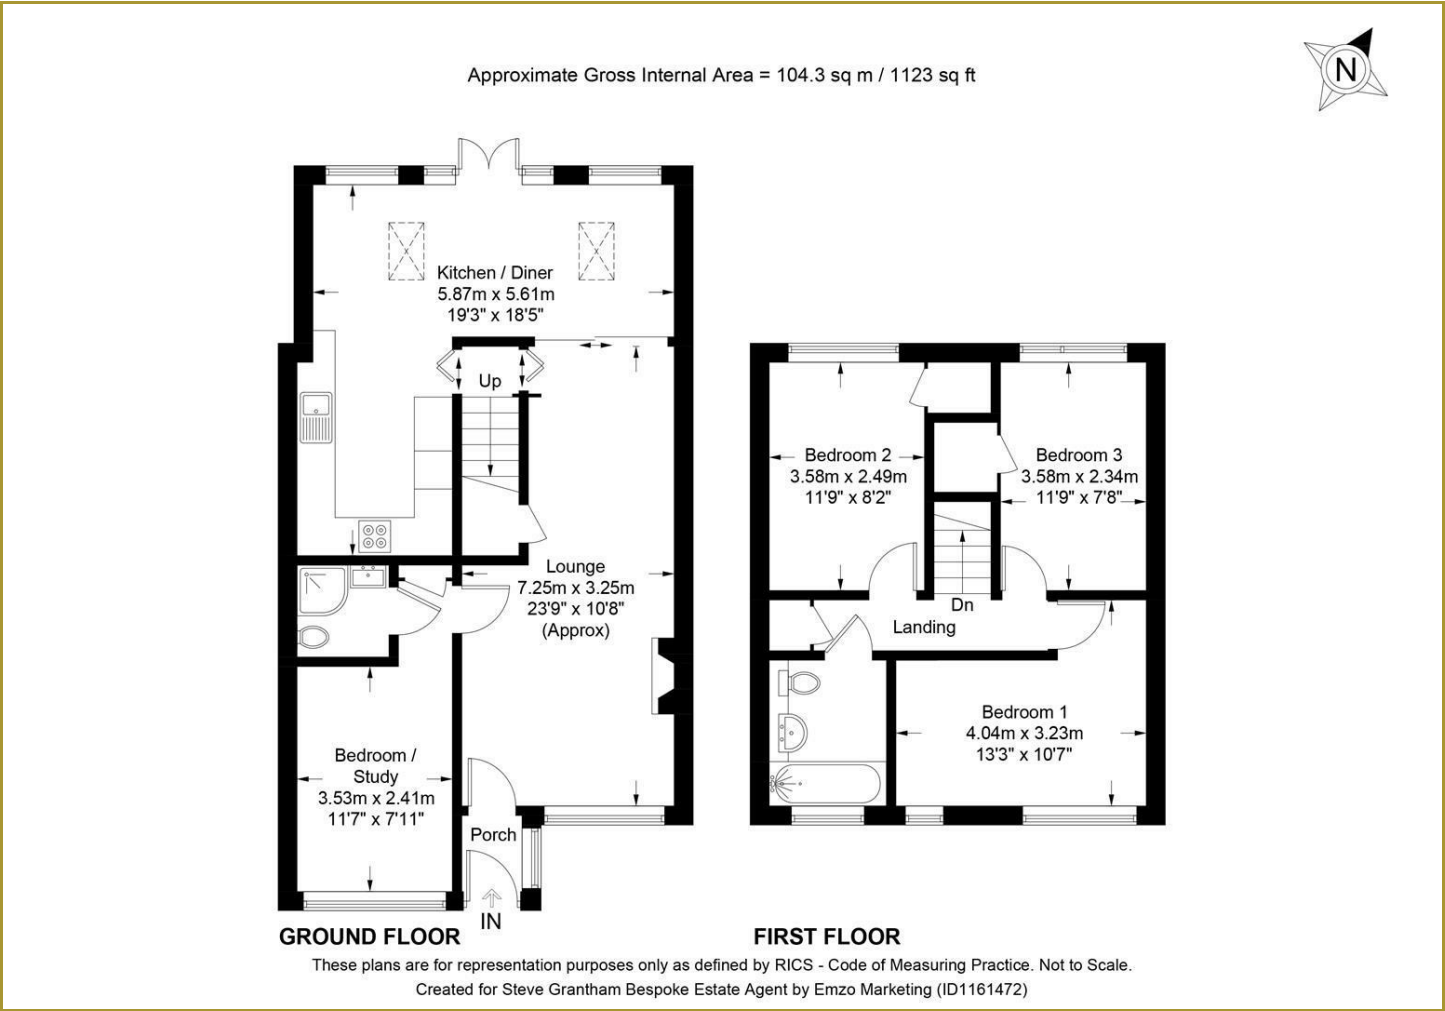 Approximate Gross Internal Area = 104.3 sq m / 1123 sq ft
N
Kitchen / Diner
5.87m x 5.61m
19'3" x 18'5"
Up
Lounge
7.25m x 3.25m
23'9" x 10'8"
(Approx)
Bedroom /
Study
3.53m x 2.41m
11'7" x 7'11"
Porch
IN
GROUND FLOOR
Bedroom 2
3.58m x 2.49m
11'9" x 8'2"
Bedroom 3
3.58m x 2.34m
11'9" x 7'8"
Dn
Landing
Bedroom 1
4.04m x 3.23m
13'3" x 10'7"
FIRST FLOOR
These plans are for representation purposes only as defined by RICS - Code of Measuring Practice. Not to Scale.
Created for Steve Grantham Bespoke Estate Agent by Emzo Marketing (ID1161472)